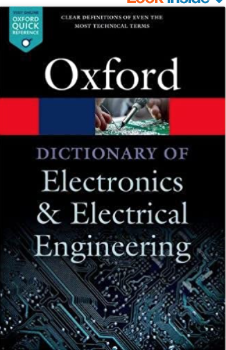 Look Inside
OXFORD
QUICK
REFERENCE
CLEAR DEFINITIONS OF EVEN THE
MOST TECHNICAL TERMS
Oxford
DICTIONARY OF
Electronics
& Electrical
Engineering